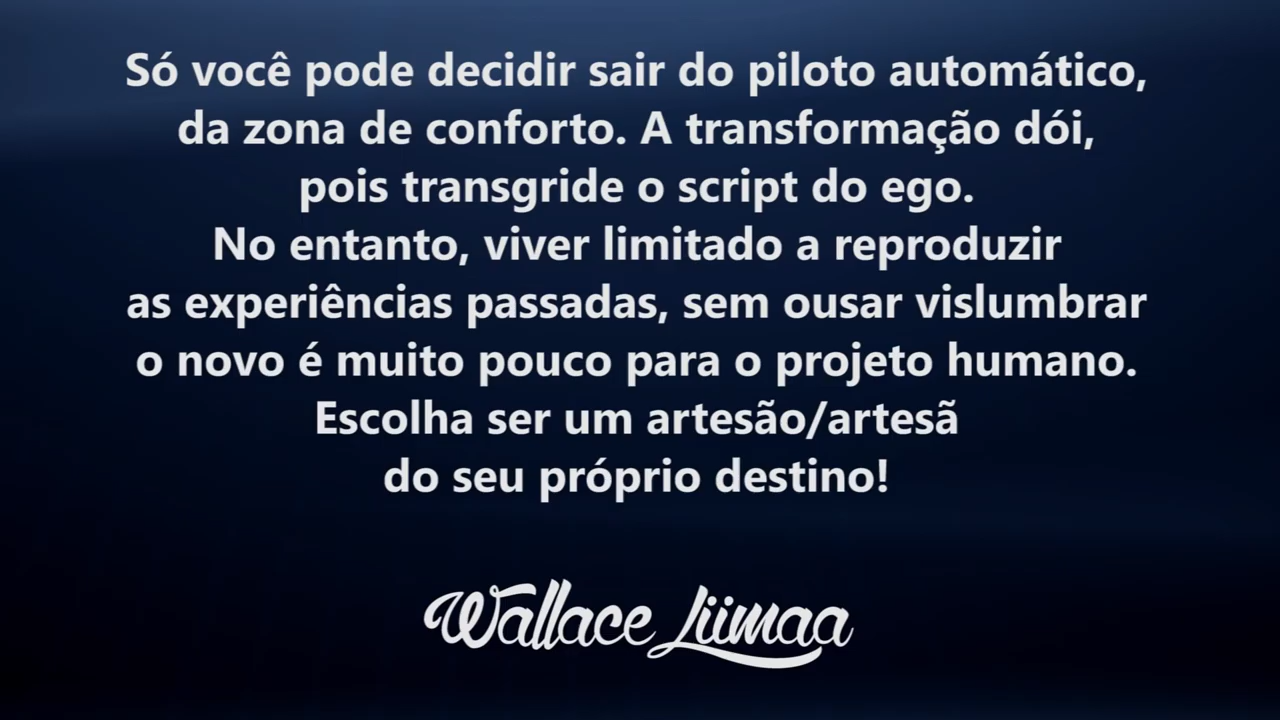 Só você pode decidir sair do piloto automático,
da zona de conforto. A transformação dói,
pois transgride o script do ego.
No entanto, viver limitado a reproduzir
as experiências passadas, sem ousar vislumbrar
o novo é muito pouco para o projeto humano.
Escolha ser um artesão/artesã
do seu próprio destino!
Wallace Liimaa